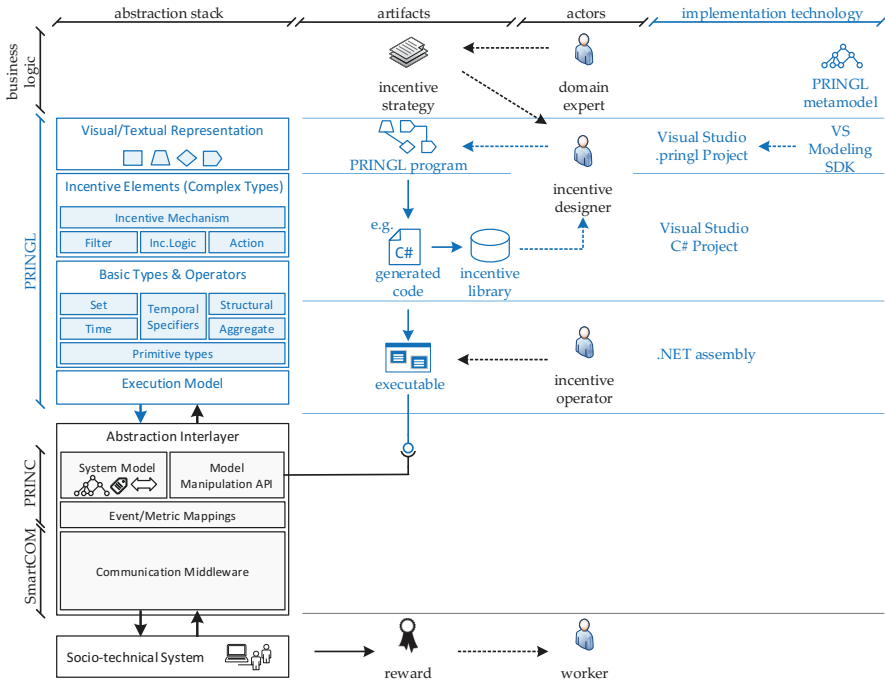 abstraction stack
artifacts
actors
implementation technology
business
logic
incentive
strategy
domain
expert
PRINGL
metamodel
PRINGL
Visual/Textual Representation
PRINGL program
Visual Studio
.pringl Project
VS
Modeling
SDK
incentive
designer
Incentive Elements (Complex Types)
Incentive Mechanism
Filter
Inc.Logic
Action
e.g.
C#
generated
code
incentive
library
Visual Studio
C# Project
Basic Types & Operators
Set
Temporal
Specifiers
Structural
Time
Aggregate
Primitive types
Execution Model
executable
incentive
operator
.NET assembly
PRINC
Abstraction Interlayer
System Model
Model
Manipulation API
Event/Metric Mappings
SmartCOM
Communication Middleware
Socio-technical System
reward
worker